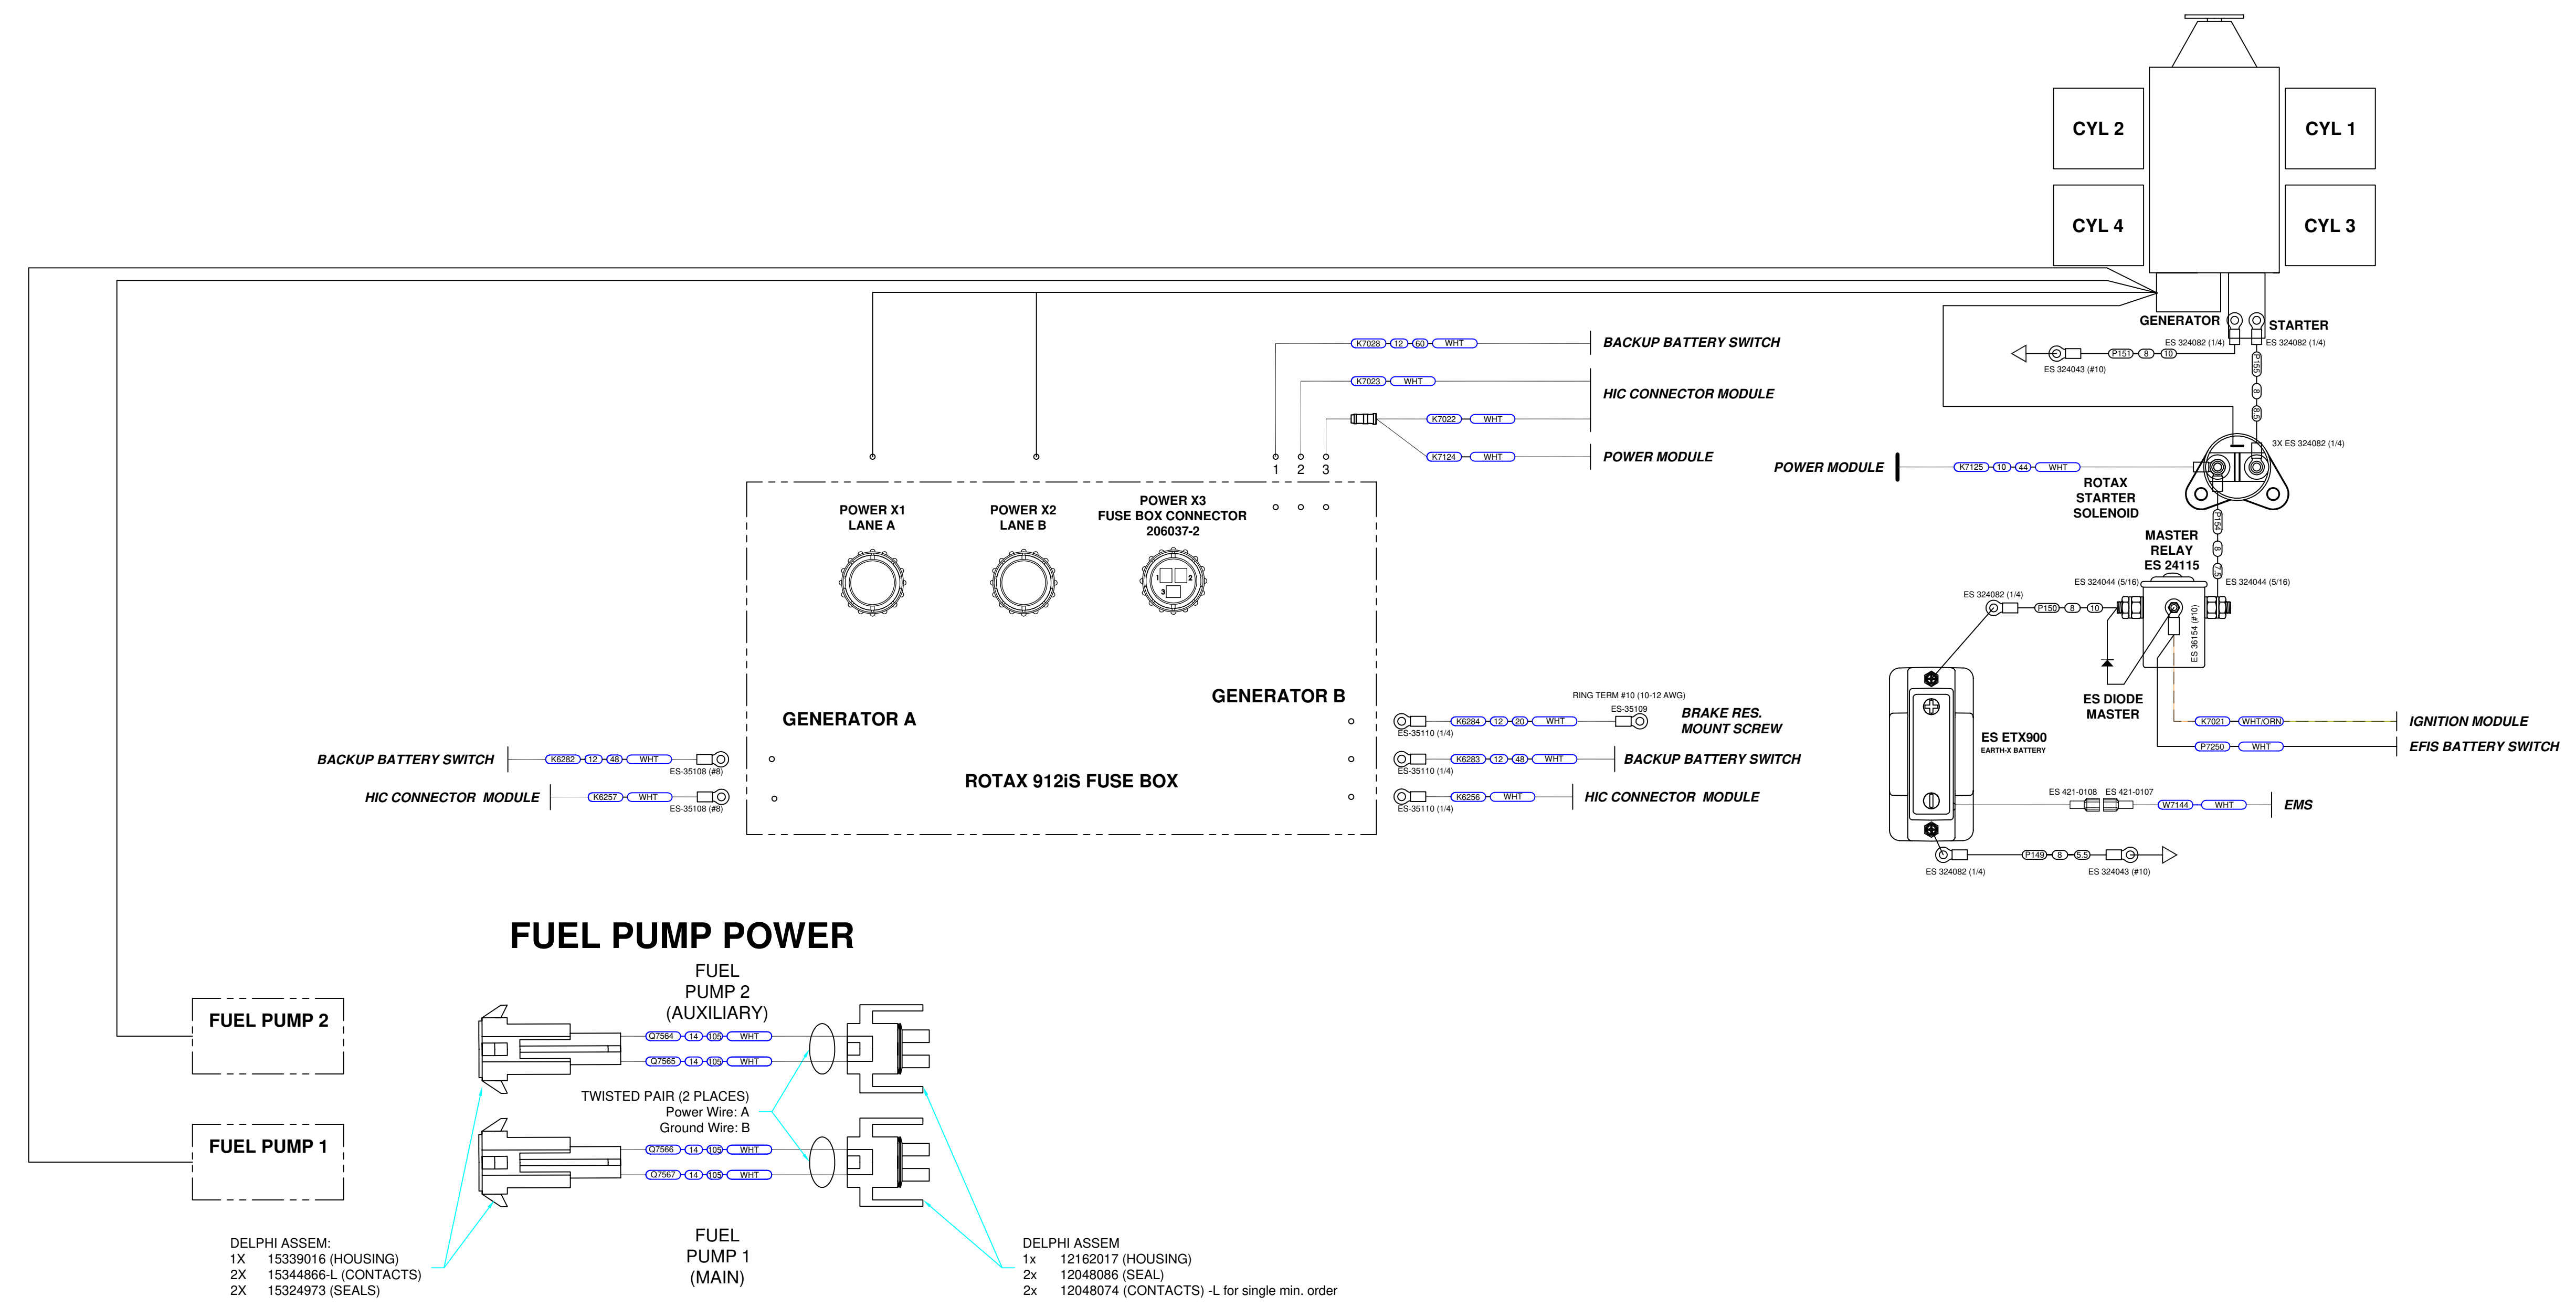 CYL 2
CYL 1
CYL 4
CYL 3
GENERATOR
STARTER
ES 324082 (1/4)
ES 324082 (1/4)
P151 8 10
ES 324043 (#10)
P155 8 8.5
3X ES 324082 (1/4)
K7028 12 60 WHT
BACKUP BATTERY SWITCH
K7023 WHT
HIC CONNECTOR MODULE
K7022 WHT
K7124 WHT
POWER MODULE
1 2 3
POWER MODULE
K7125 10 44 WHT
ROTAX
STARTER
SOLENOID
P154 8 7.5
MASTER
RELAY
ES 24115
ES 324044 (5/16)
ES 324044 (5/16)
ES 324082 (1/4)
P150 8 10
ES 36154 (#10)
ES DIODE
MASTER
K7021 WHT/ORN
IGNITION MODULE
P7250 WHT
EFIS BATTERY SWITCH
ES ETX900
EARTH-X BATTERY
ES 421-0108
ES 421-0107
W7144 WHT
EMS
P149 8 5.5
ES 324082 (1/4)
ES 324043 (#10)
POWER X1
LANE A
POWER X2
LANE B
POWER X3
FUSE BOX CONNECTOR
206037-2
1 2
3
GENERATOR A
GENERATOR B
ROTAX 912iS FUSE BOX
BACKUP BATTERY SWITCH
K6282 12 48 WHT
ES-35108 (#8)
HIC CONNECTOR  MODULE
K6257 WHT
ES-35108 (#8)
RING TERM #10 (10-12 AWG)
ES-35109
K6284 12 20 WHT
ES-35110 (1/4)
BRAKE RES.
MOUNT SCREW
K6283 12 48 WHT
ES-35110 (1/4)
BACKUP BATTERY SWITCH
K6256 WHT
ES-35110 (1/4)
HIC CONNECTOR  MODULE
FUEL PUMP POWER
FUEL
PUMP 2
(AUXILIARY)
FUEL PUMP 2
Q7564 14 105 WHT
Q7565 14 105 WHT
TWISTED PAIR (2 PLACES)
Power Wire: A
Ground Wire: B
FUEL PUMP 1
Q7566 14 105 WHT
Q7567 14 105 WHT
FUEL
PUMP 1
(MAIN)
DELPHI ASSEM:
1X 15339016 (HOUSING)
2X 15344866-L (CONTACTS)
2X 15324973 (SEALS)
DELPHI ASSEM
1x 12162017 (HOUSING)
2x 12048086 (SEAL)
2x 12048074 (CONTACTS) -L for single min. order